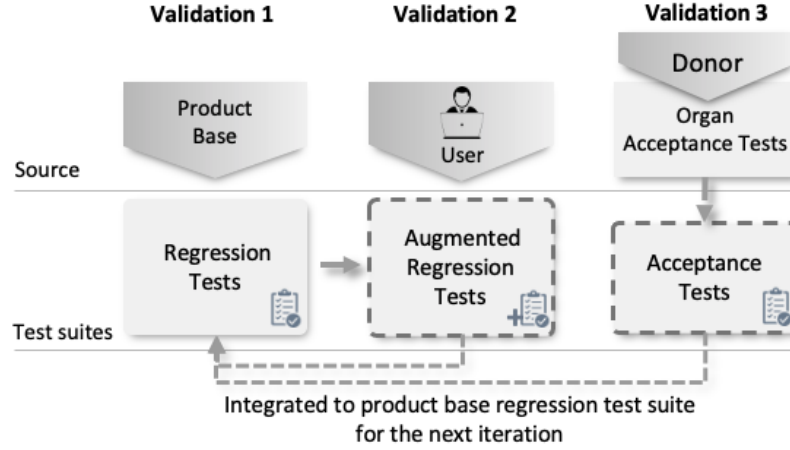 Validation 1
Validation 2
Validation 3
Product
Base
User
Donor
Organ
Acceptance Tests
Source
Regression
Tests
Augmented
Regression
Tests
Acceptance
Tests
Test suites
Integrated to product base regression test suite
for the next iteration